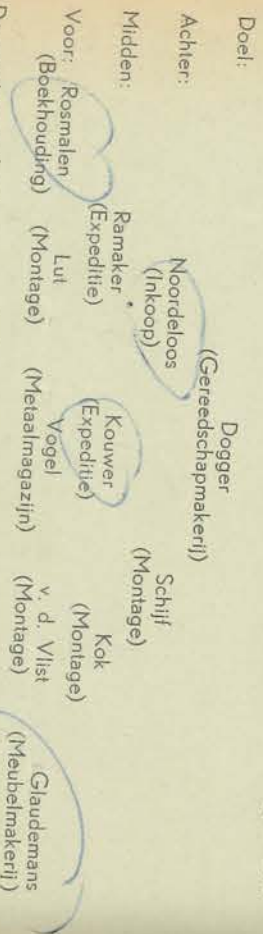 Doel: Dogger
(Gereedschapmakerij)
Achter: Noordeloos Schijf
(Inkoop) (Montage)
Midden: Ramaker Kouwer Kok
(Expeditie) (Expeditie) (Montage)
Voor: Rosmalen Lut Vogel v. d. Vlist Glaudemans
(Boekhouding) (Montage) (Metaalmagazijn) (Montage) (Meubelmakerij)